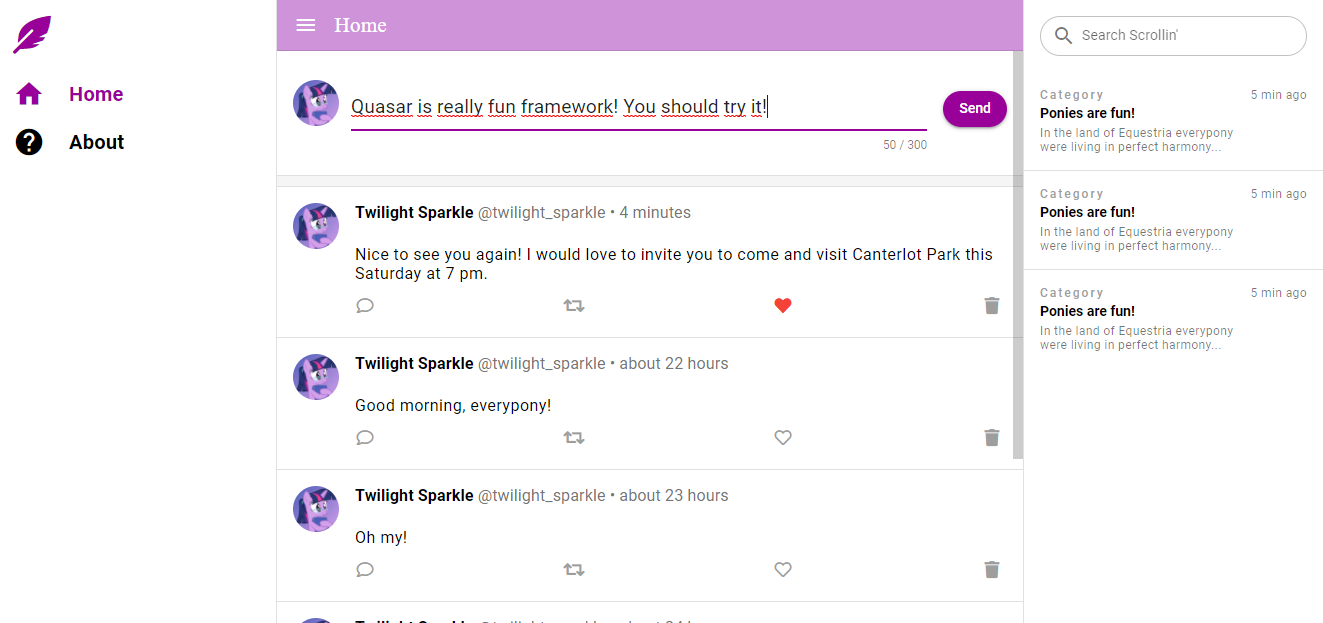 Home
About
Home
Quasar is really fun framework! You should try it!
Send
50 / 300
Twilight Sparkle @twilight_sparkle • 4 minutes
Nice to see you again! I would love to invite you to come and visit Canterlot Park this
Saturday at 7 pm.
Twilight Sparkle @twilight_sparkle • about 22 hours
Good morning, everypony!
Twilight Sparkle @twilight_sparkle • about 23 hours
Oh my!
Search Scrollin'
Category 5 min ago
Ponies are fun!
In the land of Equestria everypony
were living in perfect harmony...
Category 5 min ago
Ponies are fun!
In the land of Equestria everypony
were living in perfect harmony...
Category 5 min ago
Ponies are fun!
In the land of Equestria everypony
were living in perfect harmony...